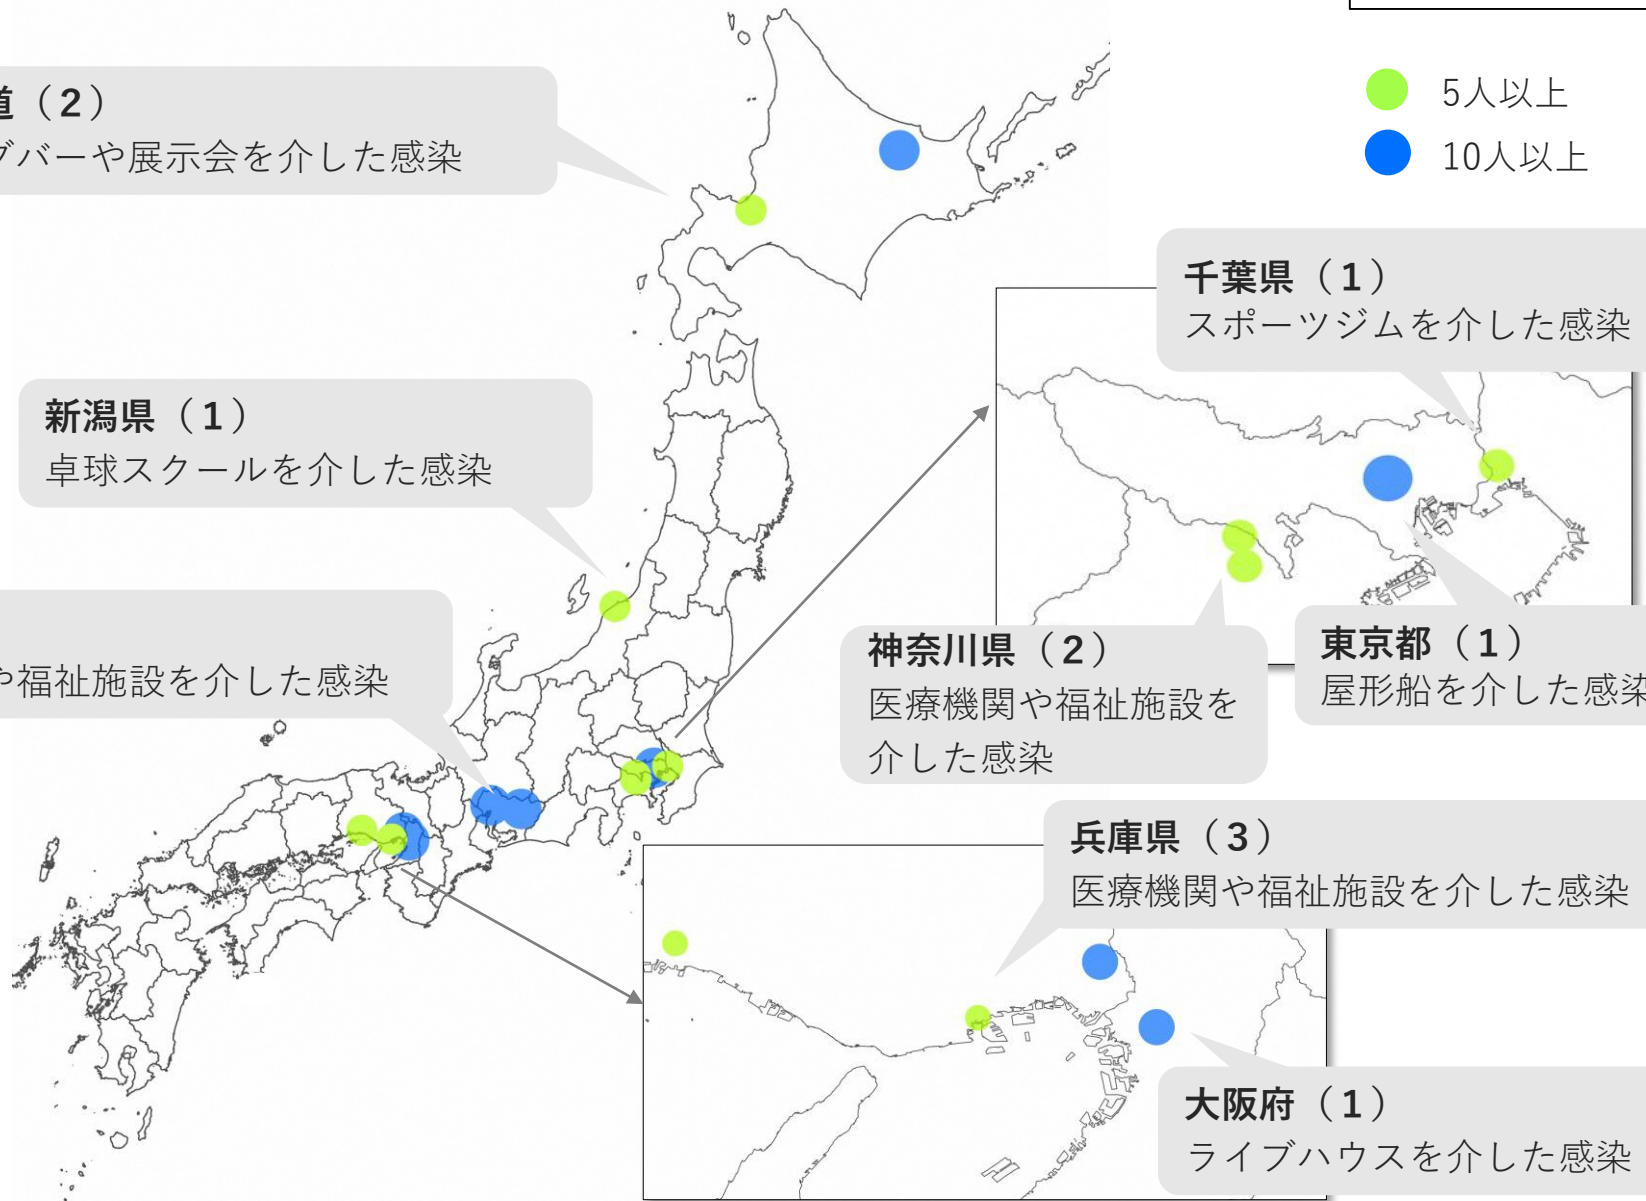 道（2）
バーや展示会を介した感染
5人以上
10人以上
千葉県（1）
スポーツジムを介した感染
新潟県（1）
卓球スクールを介した感染
や福祉施設を介した感染
神奈川県（2）
医療機関や福祉施設を
介した感染
東京都（1）
屋形船を介した感染
兵庫県（3）
医療機関や福祉施設を介した感染
大阪府（1）
ライブハウスを介した感染